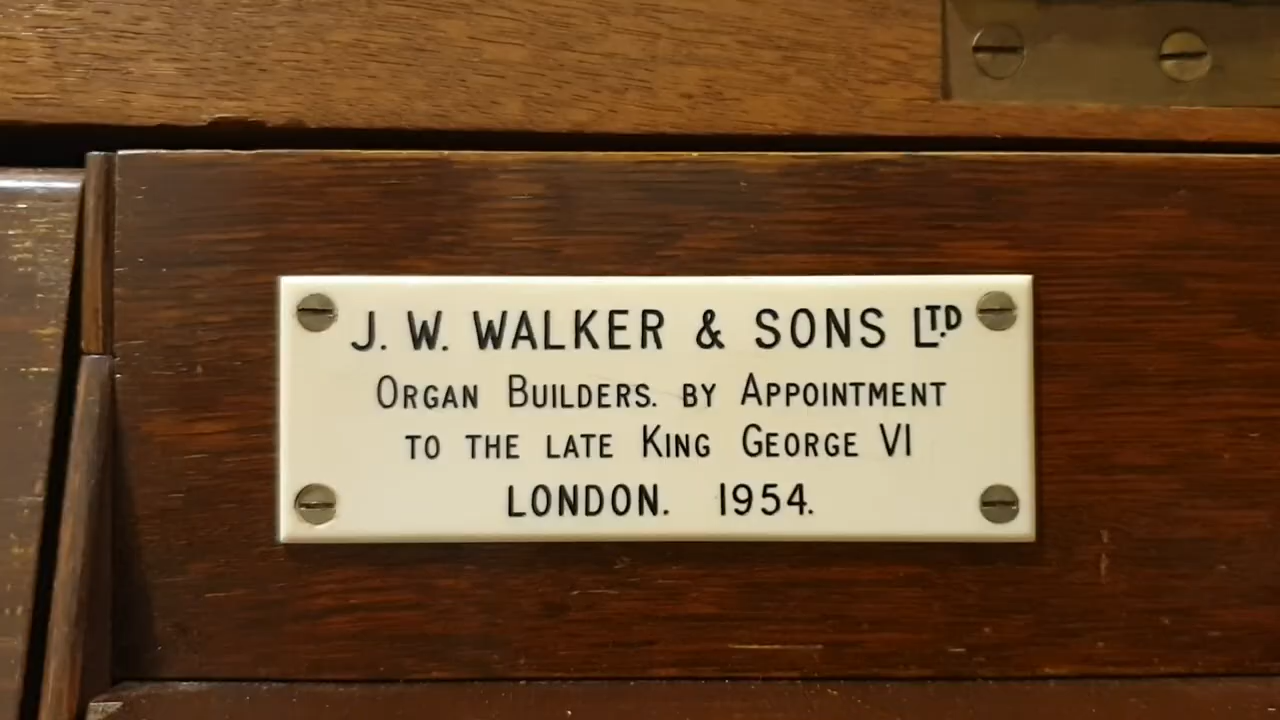 J. W. WALKER & SONS LTD.
ORGAN BUILDERS. BY APPOINTMENT
TO THE LATE KING GEORGE VI
LONDON. 1954.